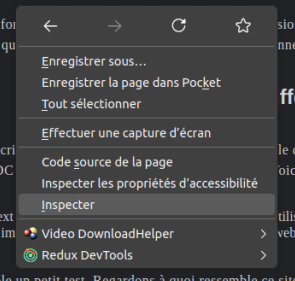 Enregistrer sous…
Enregistrer la page dans Pocket
Tout sélectionner
Effectuer une capture d'écran
Code source de la page
Inspecter les propriétés d'accessibilité
Inspecter
Video DownloadHelper
Redux DevTools